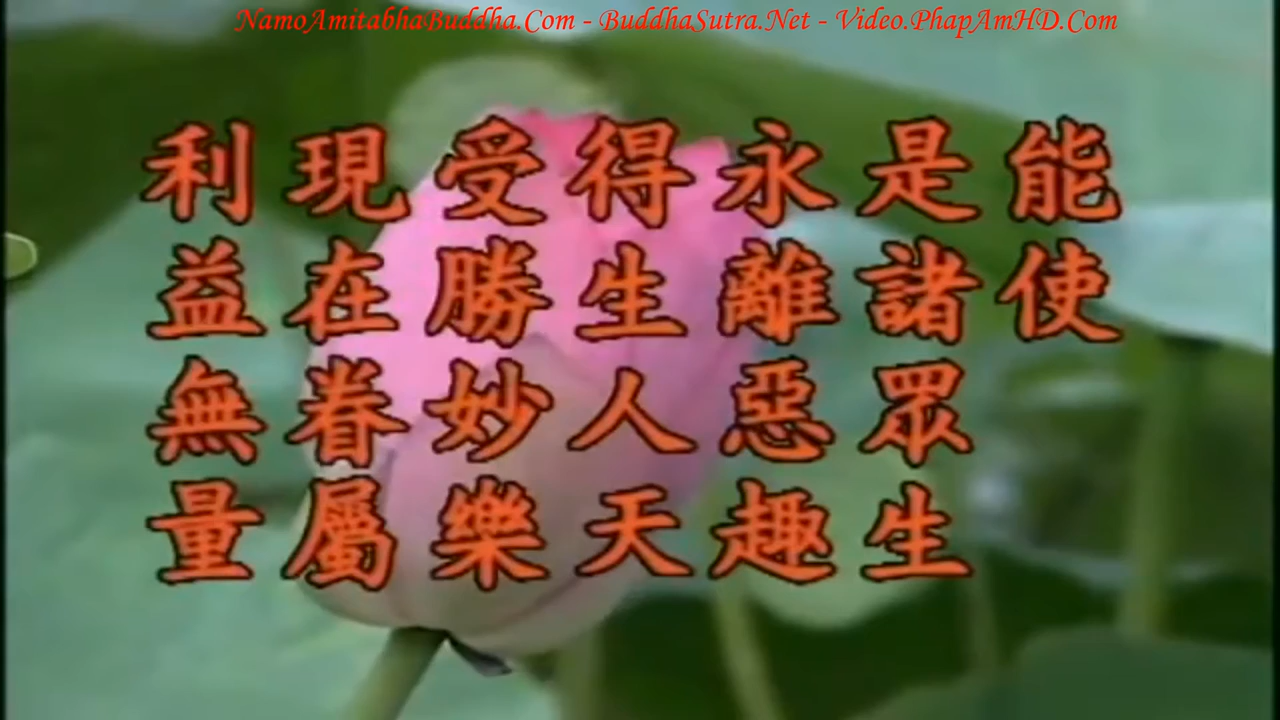 NamoAmitabhaBuddha.Com - BuddhaSutra.Net - Video.PhapAmHD.Com
能使
是諸眾生
永離惡趣
得生人天
受勝妙樂
現在眷屬
利益無量